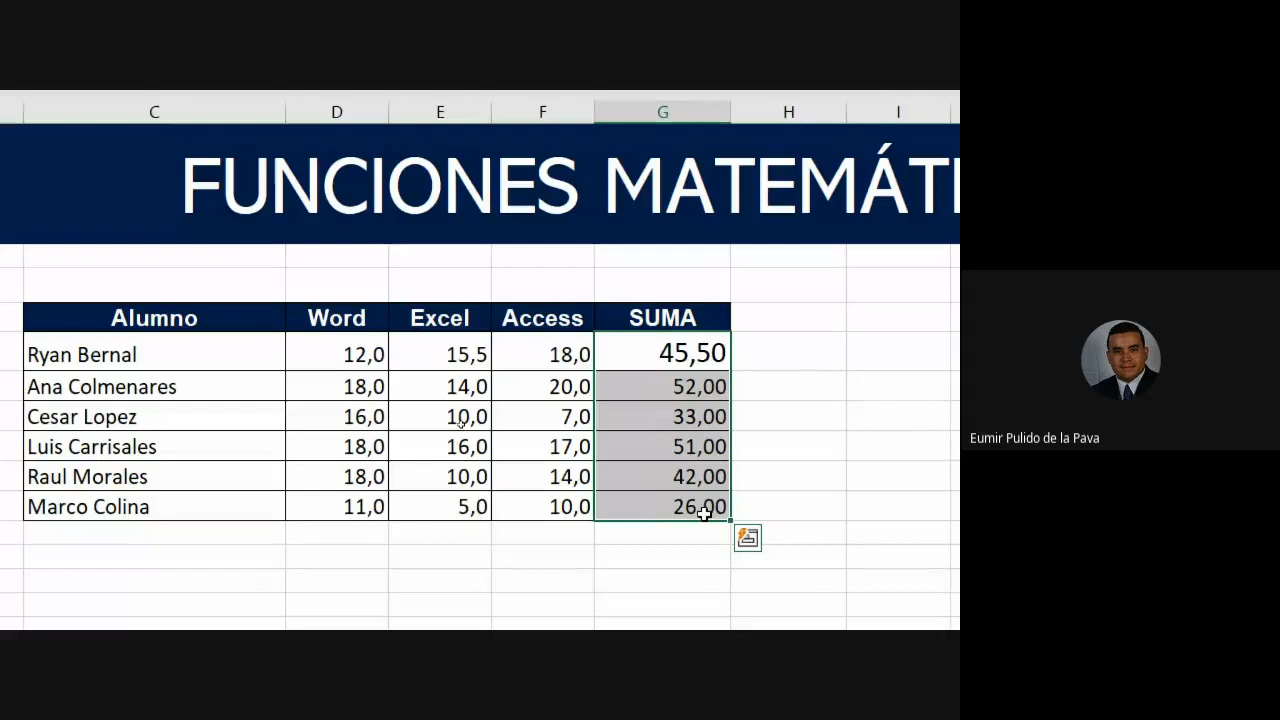 C D E F G H I
FUNCIONES MATEMÁTI
Alumno Word Excel Access SUMA
Ryan Bernal 12,0 15,5 18,0 45,50
Ana Colmenares 18,0 14,0 20,0 52,00
Cesar Lopez 16,0 10,0 7,0 33,00
Luis Carrisales 18,0 16,0 17,0 51,00
Raul Morales 18,0 10,0 14,0 42,00
Marco Colina 11,0 5,0 10,0 26,00
Eumir Pulido de la Pava